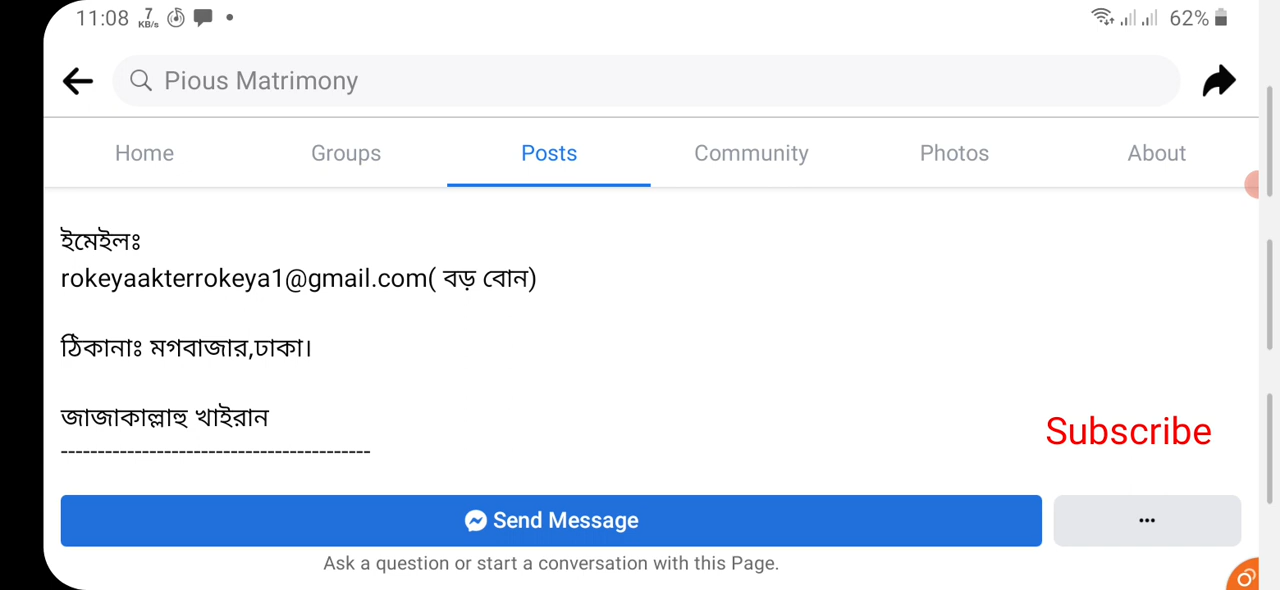 11:08 7 KB/s 62%
Pious Matrimony
Home Groups Posts Community Photos About
ইমেইলঃ
rokeyaakterrokeya1@gmail.com( বড় বোন)
ঠিকানাঃ মগবাজার,ঢাকা।
জাজাকাল্লাহু খাইরান
------------------------------------------
Subscribe
Send Message
Ask a question or start a conversation with this Page.